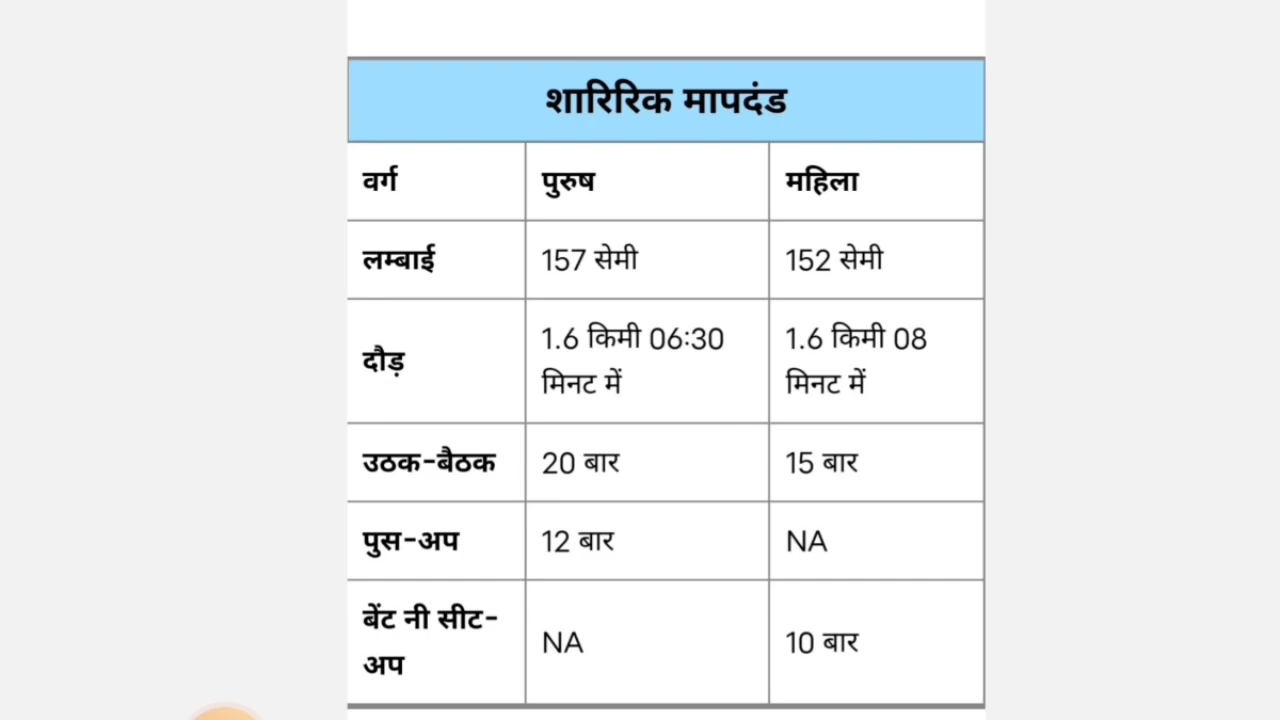 शारिरिक मापदंड
वर्ग पुरुष महिला
लम्बाई 157 सेमी 152 सेमी
दौड़ 1.6 किमी 06:30 मिनट में 1.6 किमी 08 मिनट में
उठक-बैठक 20 बार 15 बार
पुस-अप 12 बार NA
बेंट नी सीट-अप NA 10 बार